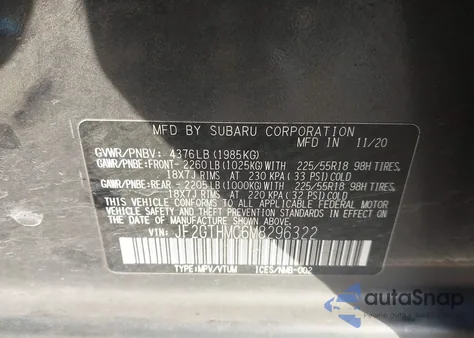 MFD BY SUBARU CORPORATION
MFD IN 11/20
GVWR/PNBV: 4376LB(1985KG)
GAWR/PNBE:FRONT- 2260LB(1025KG)WITH 225/55R18 98H TIRES,
18X7J RIMS AT 230 KPA (33 PSI)COLD
GAWR/PNBE:REAR- 2205LB(1000KG)WITH 225/55R18 98H TIRES,
18X7J RIMS AT 220 KPA (32 PSI)COLD
THIS VEHICLE CONFORMS TO ALL APPLICABLE FEDERAL MOTOR
VEHICLE SAFETY, BUMPER, AND THEFT PREVENTION STANDARDS IN EFFECT
ON THE DATE OF MANUFACTURE SHOWN ABOVE.
VIN: JF2GTHMC6M8296322
TYPE:MPV/VTUM ICES/NMB-002
autoSnap